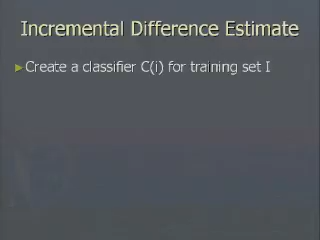 Incremental Difference Estimate
Create a classifier C(i) for training set I